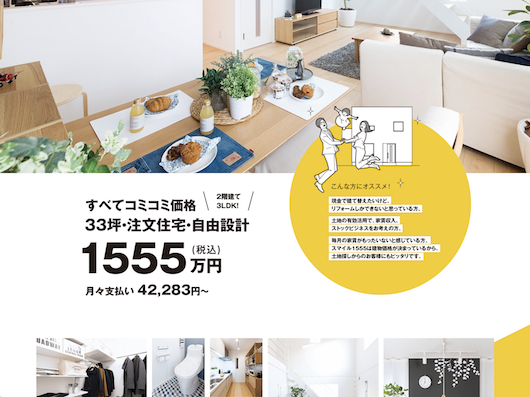 すべてコミコミ価格
2階建て
3LDK!
33坪・注文住宅・自由設計
1555 (税込)
万円
月々支払い 42,283円〜
こんな方にオススメ!
現金で建て替えたいけど、
リフォームしかできないと思っている方。
土地の有効活用で、家賃収入、
ストックビジネスをお考えの方。
毎月の家賃がもったいないと感じている方。
スマイル1555は建物価格が決まっているから、
土地探しからのお客様にもピッタリです。